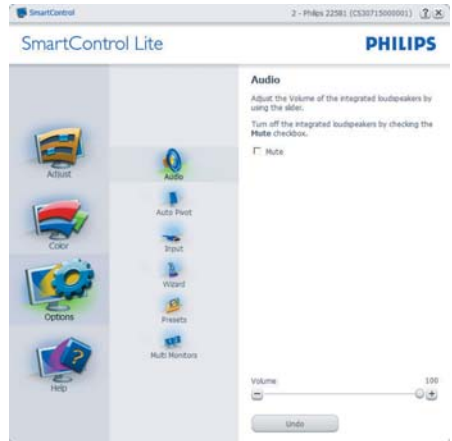 SmartControl
2 - Philips 225B1 (CS30715000001)
SmartControl Lite
PHILIPS
Adjust
Color
Options
Help
Audio
Auto Pivot
Input
Wizard
Presets
Multi Monitors
Audio
Adjust the Volume of the integrated loudspeakers by
using the slider.
Turn off the integrated loudspeakers by checking the
Mute checkbox.
Mute
Volume
100
Undo